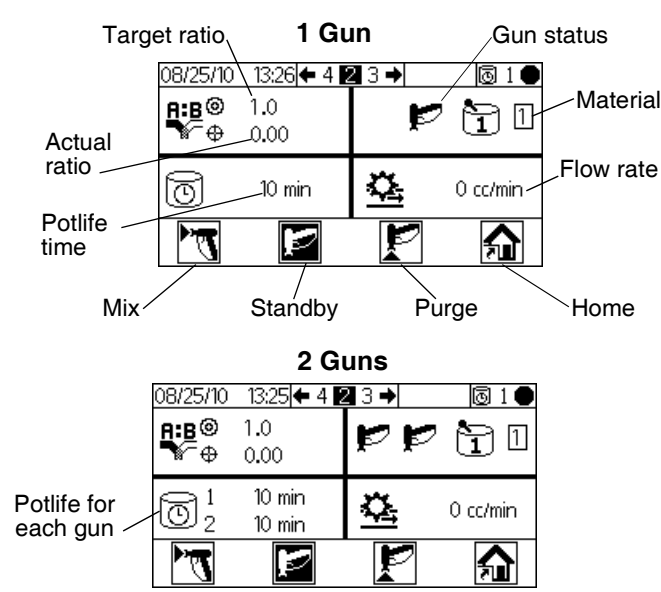 1 Gun
Target ratio
Gun status
08/25/10 13:26 4 2 3 1
A:B 1.0
1 1
Material
0.00
Actual
ratio
Flow rate
10 min
0 cc/min
Potlife
time
Mix
Standby
Purge
Home
2 Guns
08/25/10 13:25 4 2 3 1
A:B 1.0
1 1
0.00
Potlife for
each gun
1 10 min
2 10 min
0 cc/min